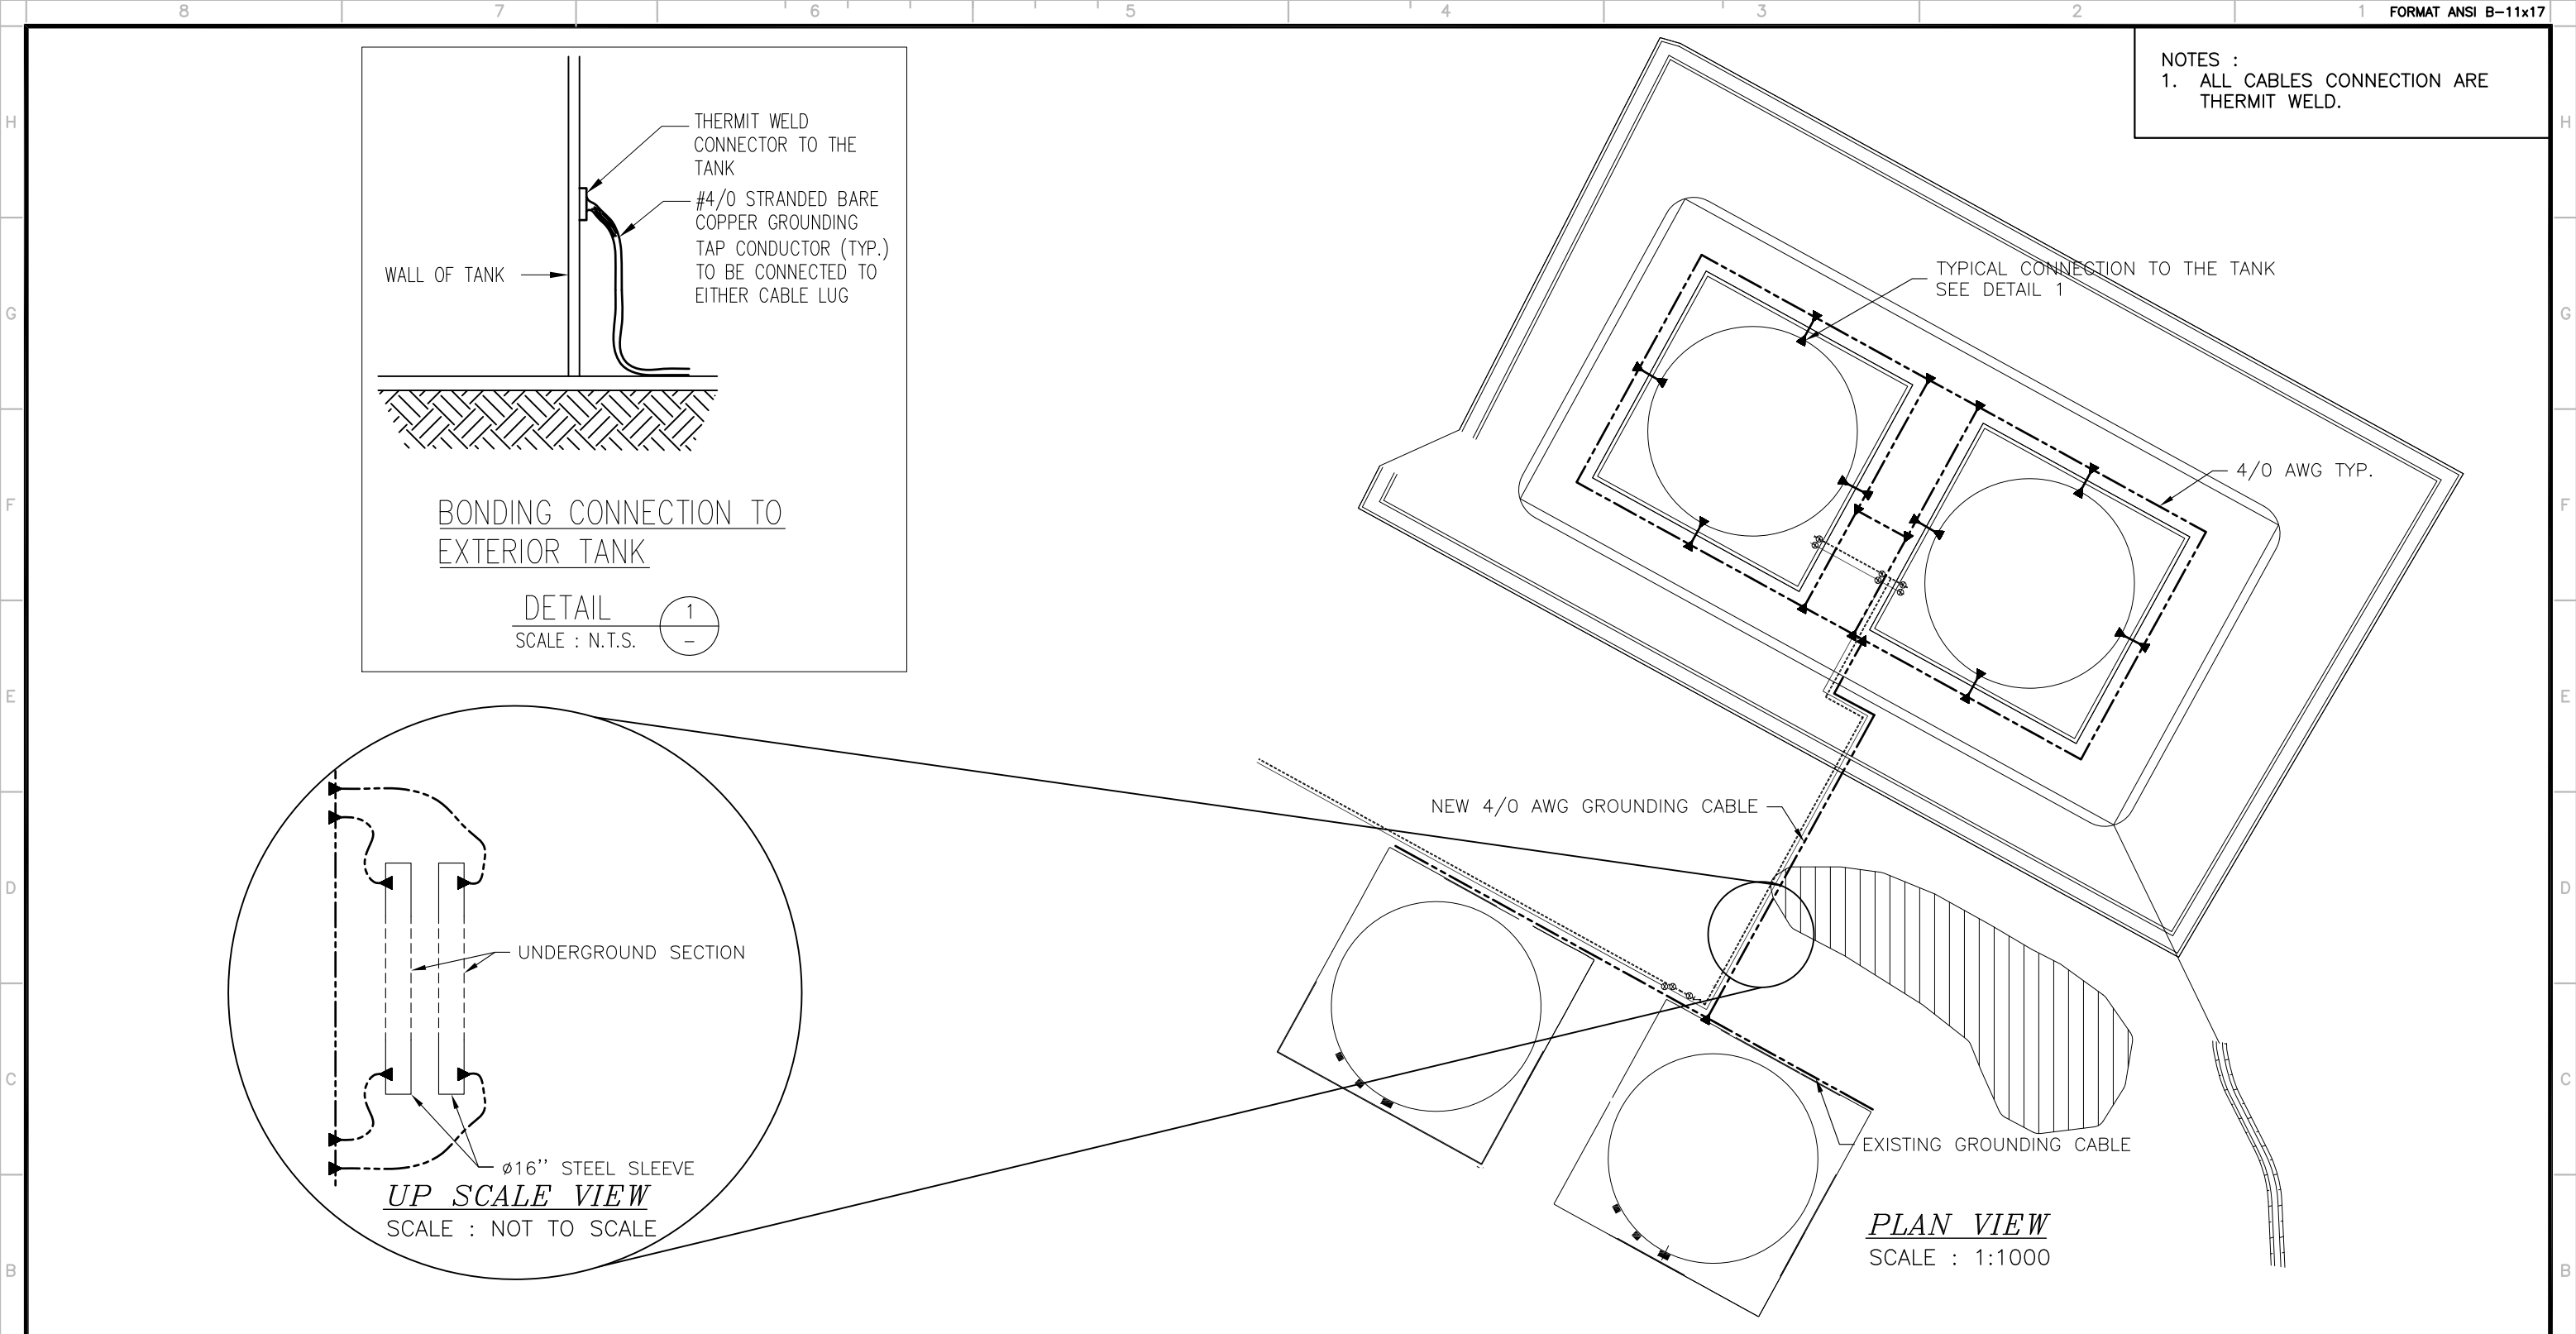 8 7 6 5 4 3 2 1
FORMAT ANSI B-11x17
H
G
F
E
D
C
B
H
G
F
E
D
C
B
NOTES :
1. ALL CABLES CONNECTION ARE
THERMIT WELD.
THERMIT WELD
CONNECTOR TO THE
TANK
#4/0 STRANDED BARE
COPPER GROUNDING
TAP CONDUCTOR (TYP.)
TO BE CONNECTED TO
EITHER CABLE LUG
WALL OF TANK
BONDING CONNECTION TO
EXTERIOR TANK
DETAIL 1
SCALE : N.T.S. –
TYPICAL CONNECTION TO THE TANK
SEE DETAIL 1
4/0 AWG TYP.
NEW 4/0 AWG GROUNDING CABLE
EXISTING GROUNDING CABLE
PLAN VIEW
SCALE : 1:1000
UNDERGROUND SECTION
ø16'' STEEL SLEEVE
UP SCALE VIEW
SCALE : NOT TO SCALE